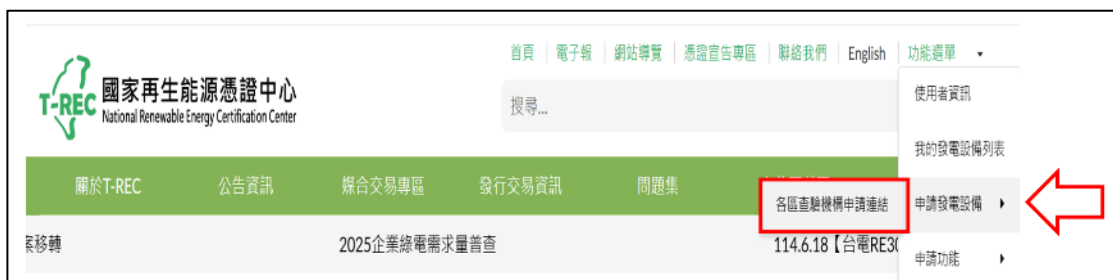 首頁 電子報 網站導覽 憑證宣告專區 聯絡我們 English 功能選單
T-REC 國家再生能源憑證中心
National Renewable Energy Certification Center
搜尋...
使用者資訊
我的發電設備列表
關於T-REC 公告資訊 媒合交易專區 發行交易資訊 問題集
各區查驗機構申請連結 申請發電設備
案移轉 2025企業綠電需求量普查 114.6.18【台電RE30
申請功能